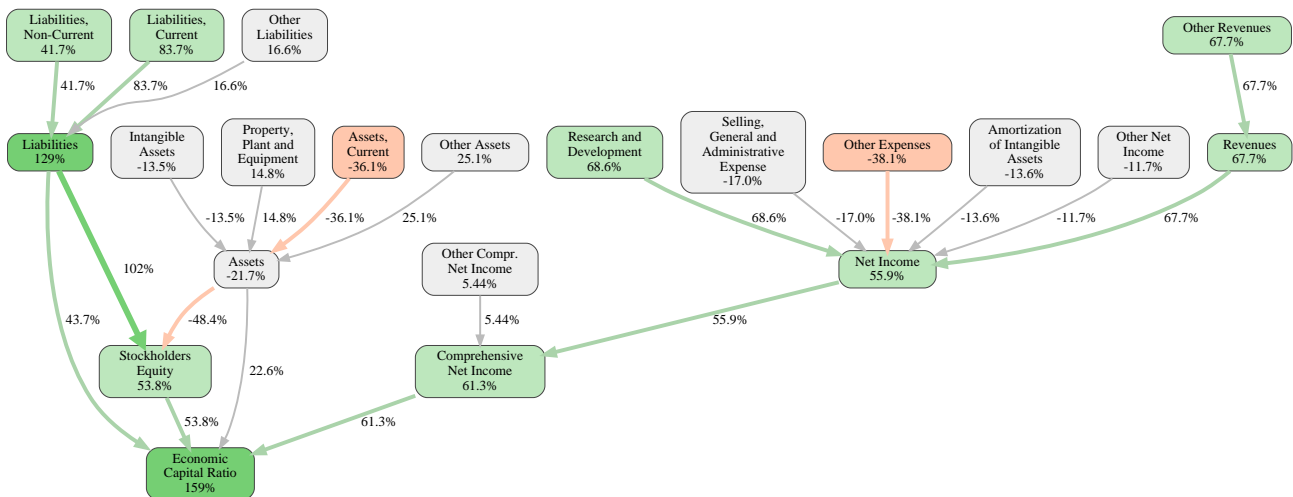 Liabilities,
Non-Current
41.7%
Liabilities,
Current
83.7%
Other
Liabilities
16.6%
Other Revenues
67.7%
41.7%
83.7%
16.6%
67.7%
Liabilities
129%
Intangible
Assets
-13.5%
Property,
Plant and
Equipment
14.8%
Assets,
Current
-36.1%
Other Assets
25.1%
Research and
Development
68.6%
Selling,
General and
Administrative
Expense
-17.0%
Other Expenses
-38.1%
Amortization
of Intangible
Assets
-13.6%
Other Net
Income
-11.7%
Revenues
67.7%
-13.5%
14.8%
-36.1%
25.1%
68.6%
-17.0%
-38.1%
-13.6%
-11.7%
67.7%
102%
Assets
-21.7%
Other Compr.
Net Income
5.44%
Net Income
55.9%
43.7%
-48.4%
5.44%
55.9%
Stockholders
Equity
53.8%
22.6%
Comprehensive
Net Income
61.3%
53.8%
61.3%
Economic
Capital Ratio
159%